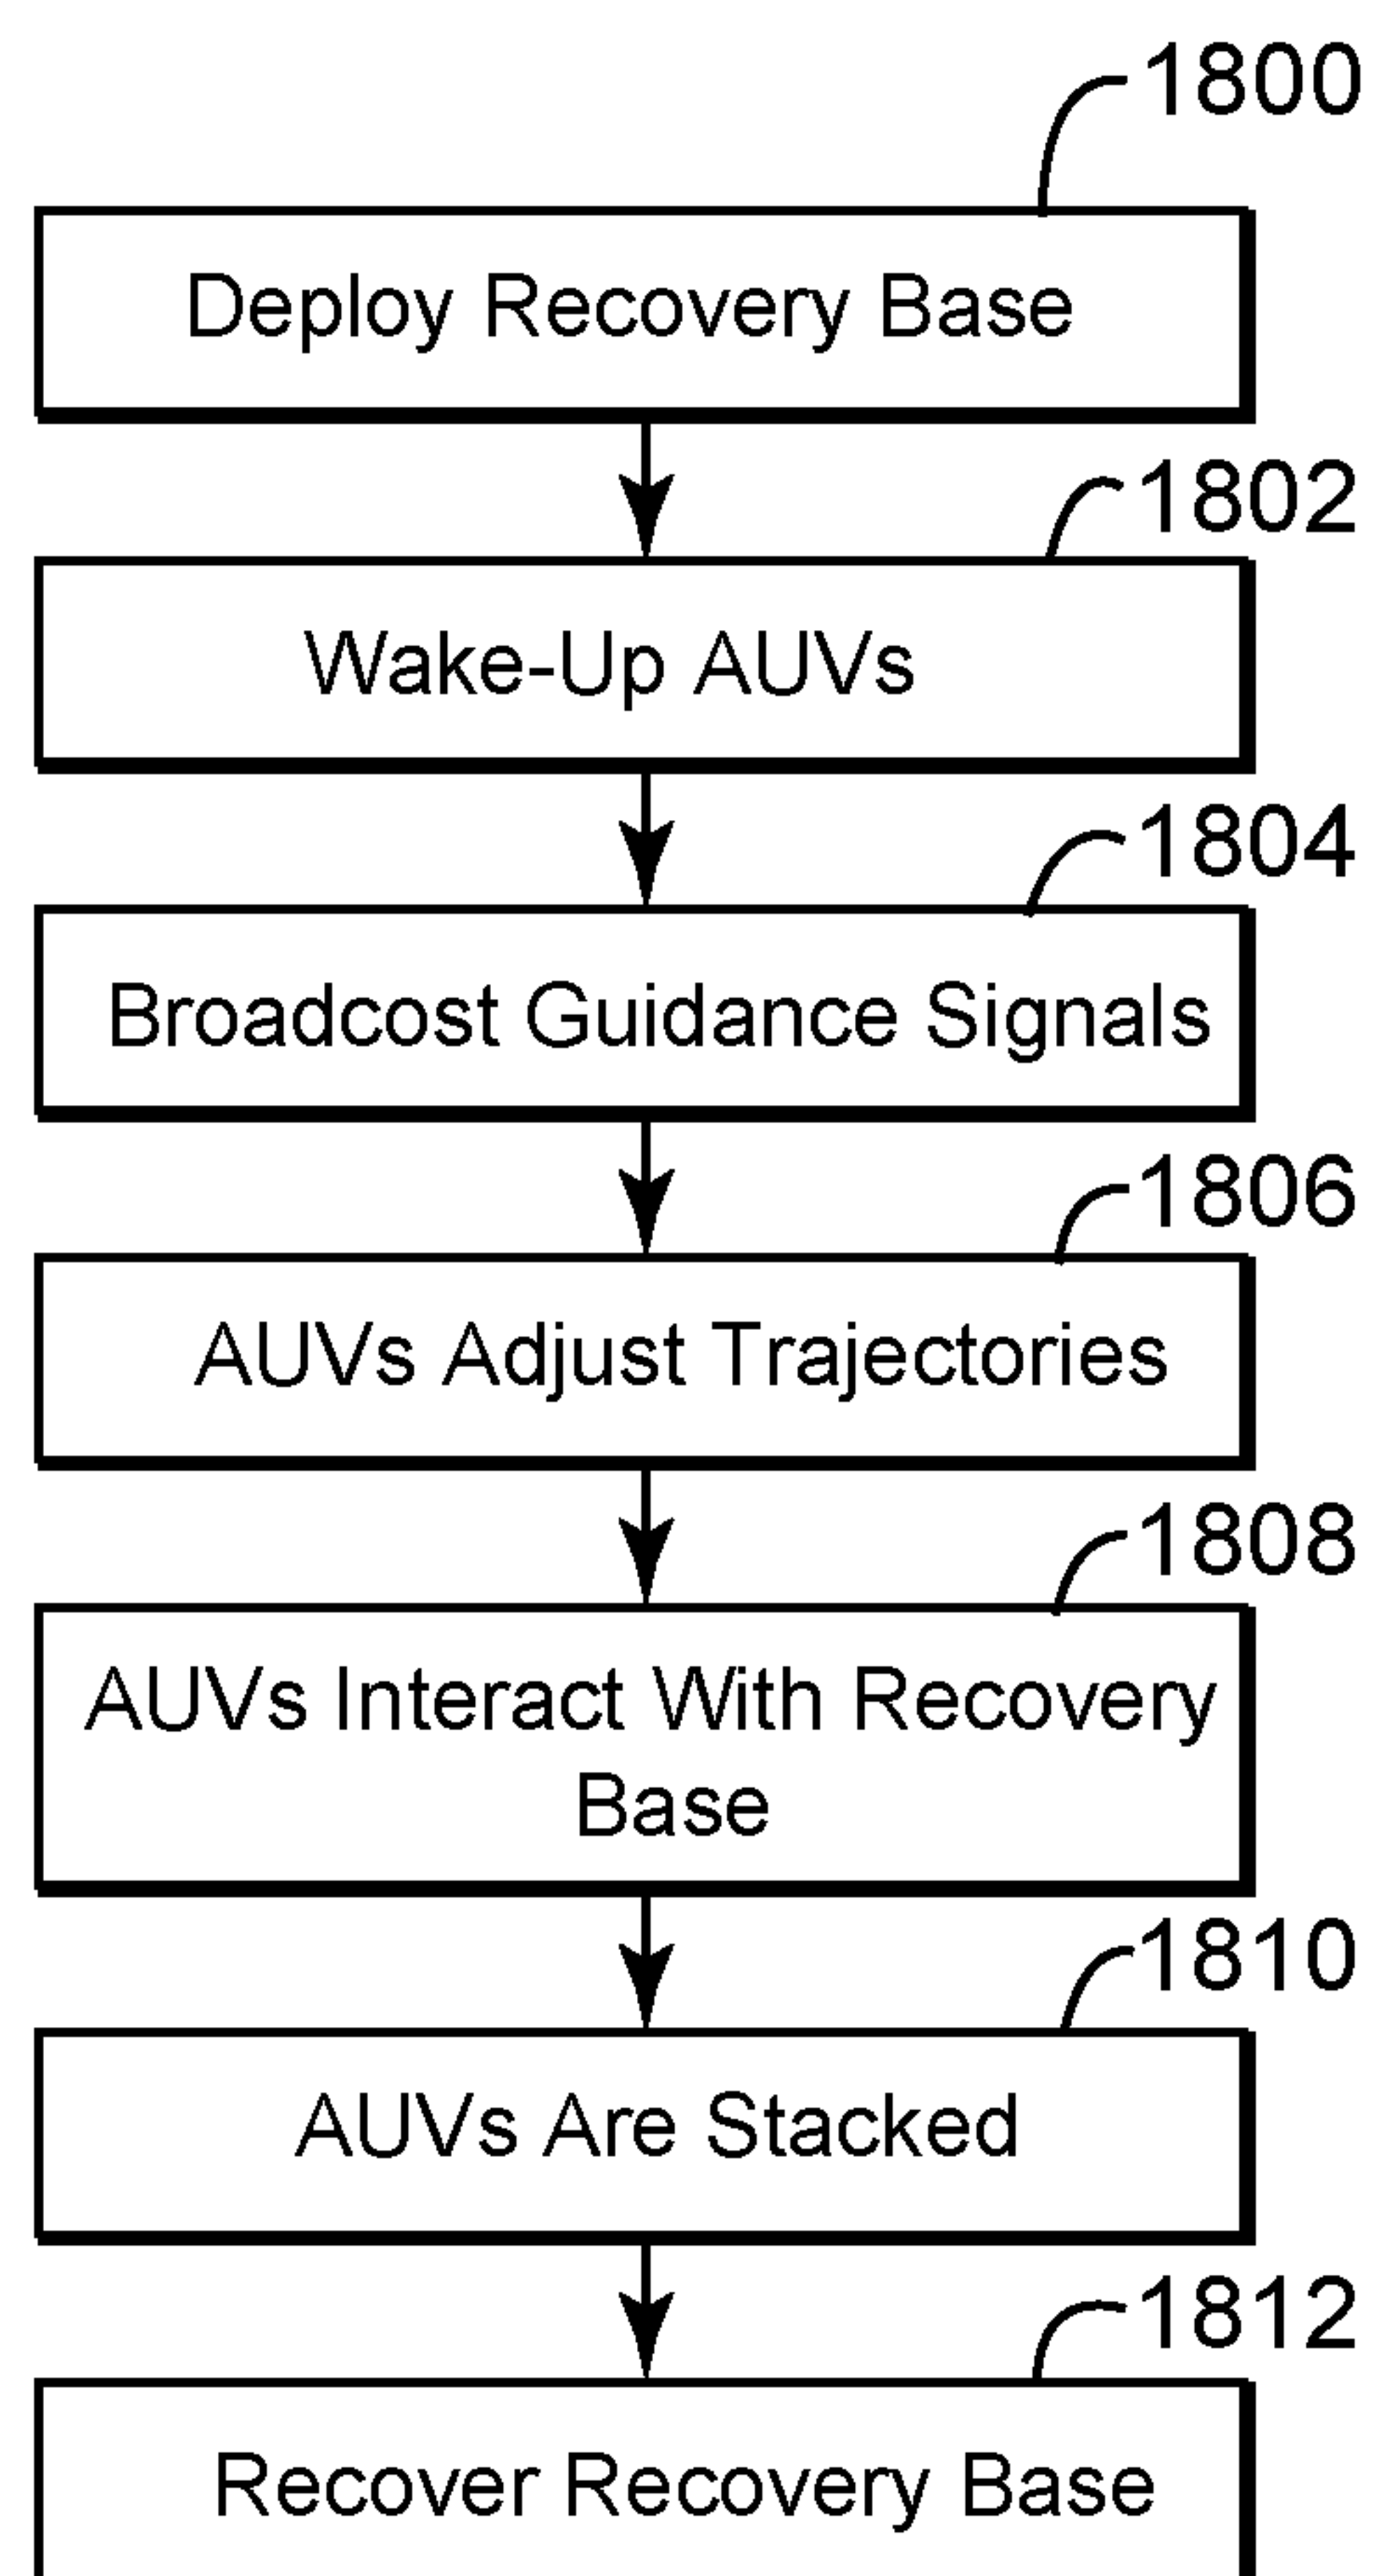 1800
Deploy Recovery Base
1802
Wake-Up AUVs
1804
Broadcost Guidance Signals
1806
AUVs Adjust Trajectories
1808
AUVs Interact With Recovery
Base
1810
AUVs Are Stacked
1812
Recover Recovery Base